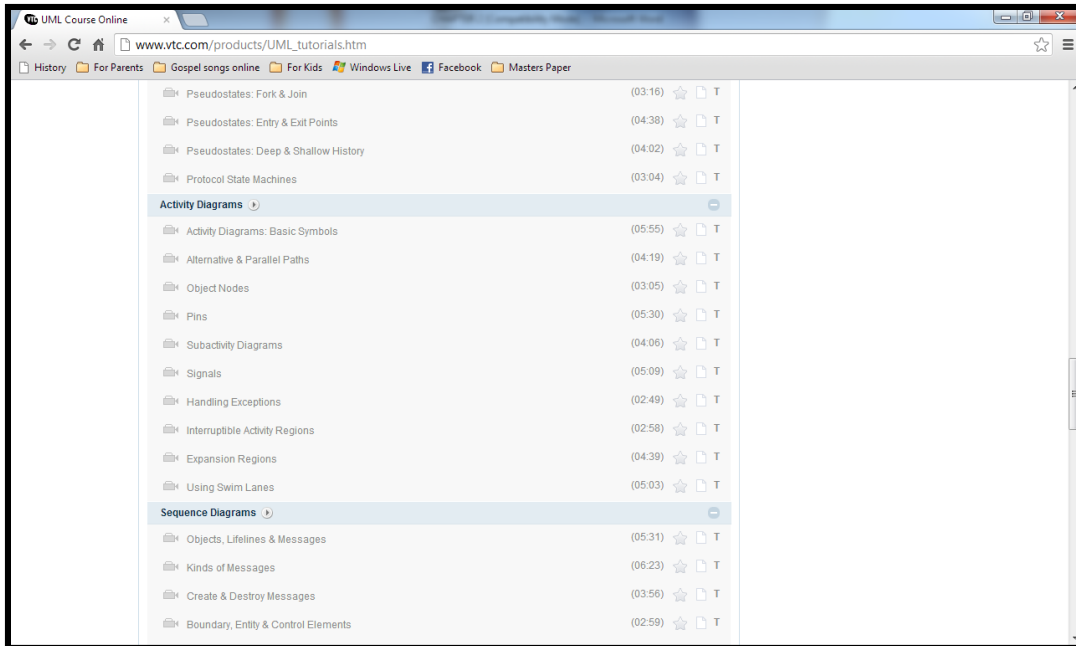 UML Course Online
www.vtc.com/products/UML_tutorials.htm
History For Parents Gospel songs online For Kids Windows Live Facebook Masters Paper
Pseudostates: Fork & Join (03:16) T
Pseudostates: Entry & Exit Points (04:38) T
Pseudostates: Deep & Shallow History (04:02) T
Protocol State Machines (03:04) T
Activity Diagrams
Activity Diagrams: Basic Symbols (05:55) T
Alternative & Parallel Paths (04:19) T
Object Nodes (03:05) T
Pins (05:30) T
Subactivity Diagrams (04:06) T
Signals (05:09) T
Handling Exceptions (02:49) T
Interruptible Activity Regions (02:58) T
Expansion Regions (04:39) T
Using Swim Lanes (05:03) T
Sequence Diagrams
Objects, Lifelines & Messages (05:31) T
Kinds of Messages (06:23) T
Create & Destroy Messages (03:56) T
Boundary, Entity & Control Elements (02:59) T